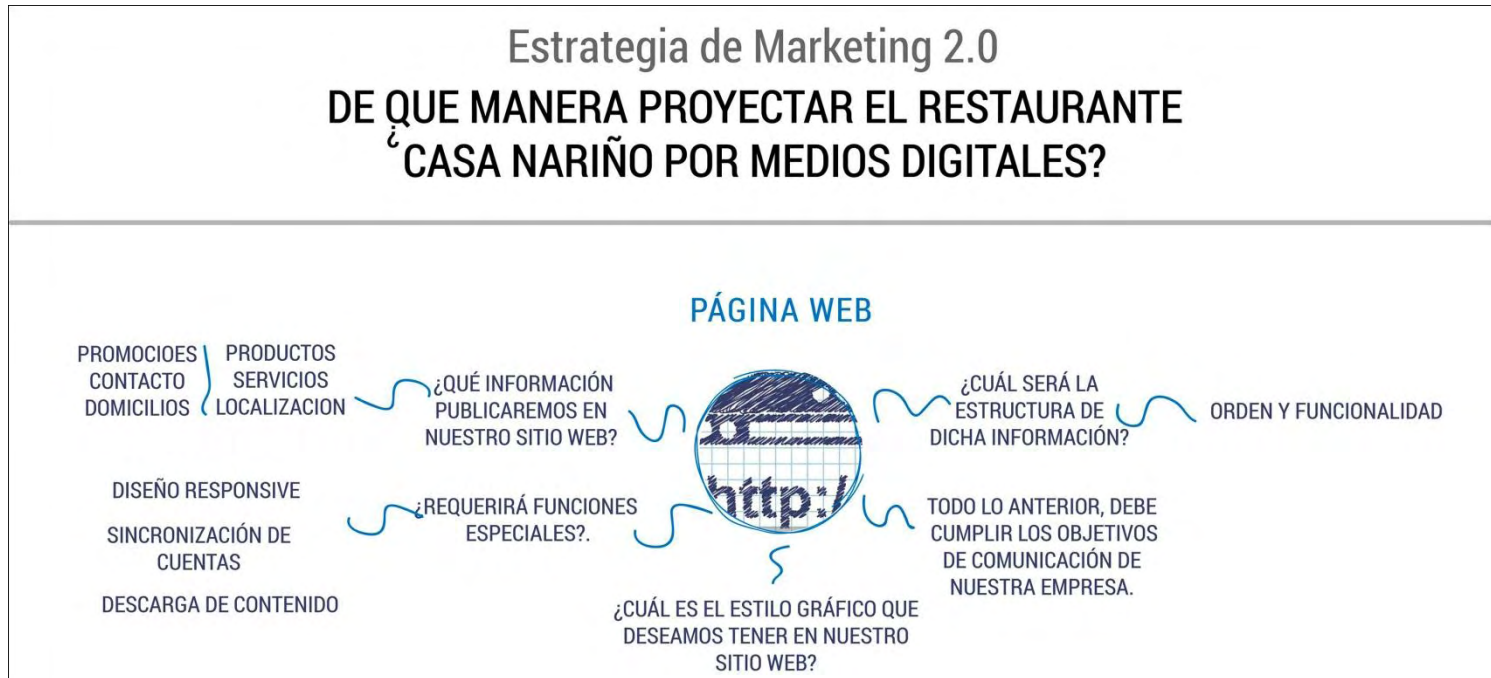 Estrategia de Marketing 2.0
DE QUE MANERA PROYECTAR EL RESTAURANTE
¿CASA NARIÑO POR MEDIOS DIGITALES?
PÁGINA WEB
PROMOCIOES
CONTACTO
DOMICILIOS
PRODUCTOS
SERVICIOS
LOCALIZACION
¿QUÉ INFORMACIÓN
PUBLICAREMOS EN
NUESTRO SITIO WEB?
http:/
¿CUÁL SERÁ LA
ESTRUCTURA DE
DICHA INFORMACIÓN?
ORDEN Y FUNCIONALIDAD
DISEÑO RESPONSIVE
SINCRONIZACIÓN DE
CUENTAS
DESCARGA DE CONTENIDO
¿REQUERIRÁ FUNCIONES
ESPECIALES?.
TODO LO ANTERIOR, DEBE
CUMPLIR LOS OBJETIVOS
DE COMUNICACIÓN DE
NUESTRA EMPRESA.
¿CUÁL ES EL ESTILO GRÁFICO QUE
DESEAMOS TENER EN NUESTRO
SITIO WEB?